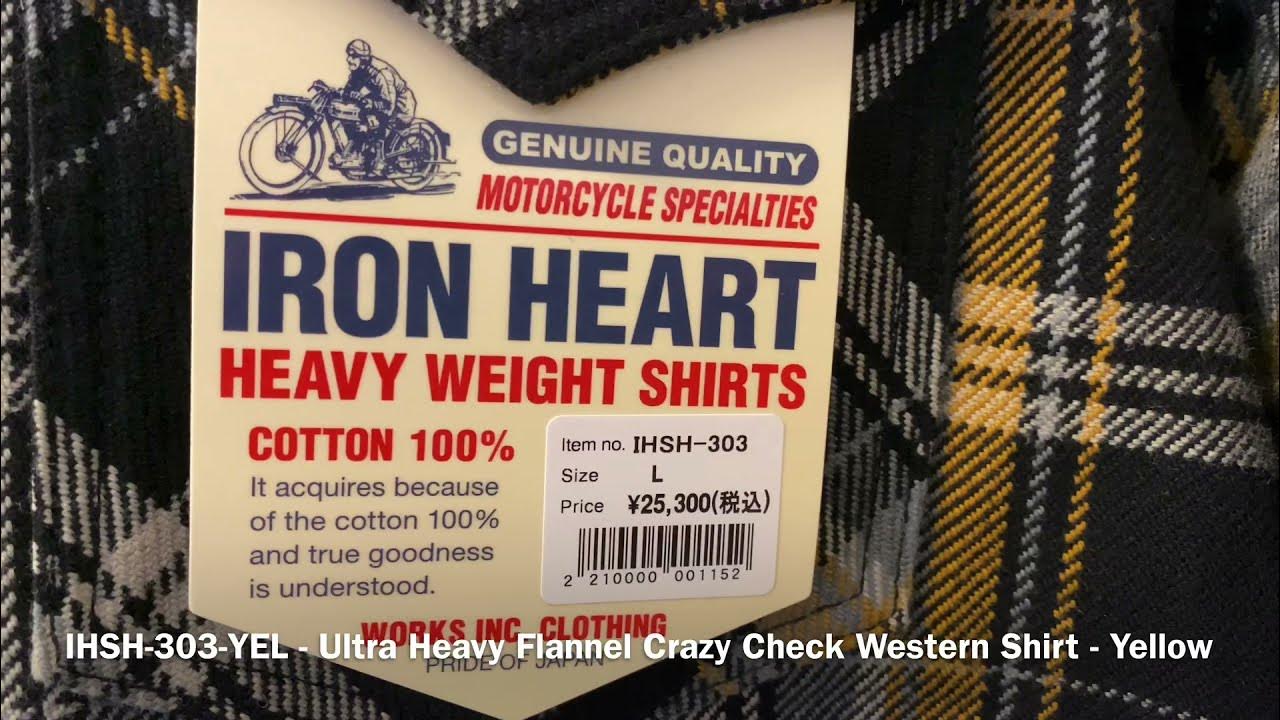 GENUINE QUALITY
MOTORCYCLE SPECIALTIES
IRON HEART
HEAVY WEIGHT SHIRTS
COTTON 100%
It acquires because
of the cotton 100%
and true goodness
is understood.
Item no. IHSH-303
Size L
Price ¥25,300(税込)
2 210000 001152
WORKS INC. CLOTHING
PRIDE OF JAPAN
IHSH-303-YEL - Ultra Heavy Flannel Crazy Check Western Shirt - Yellow